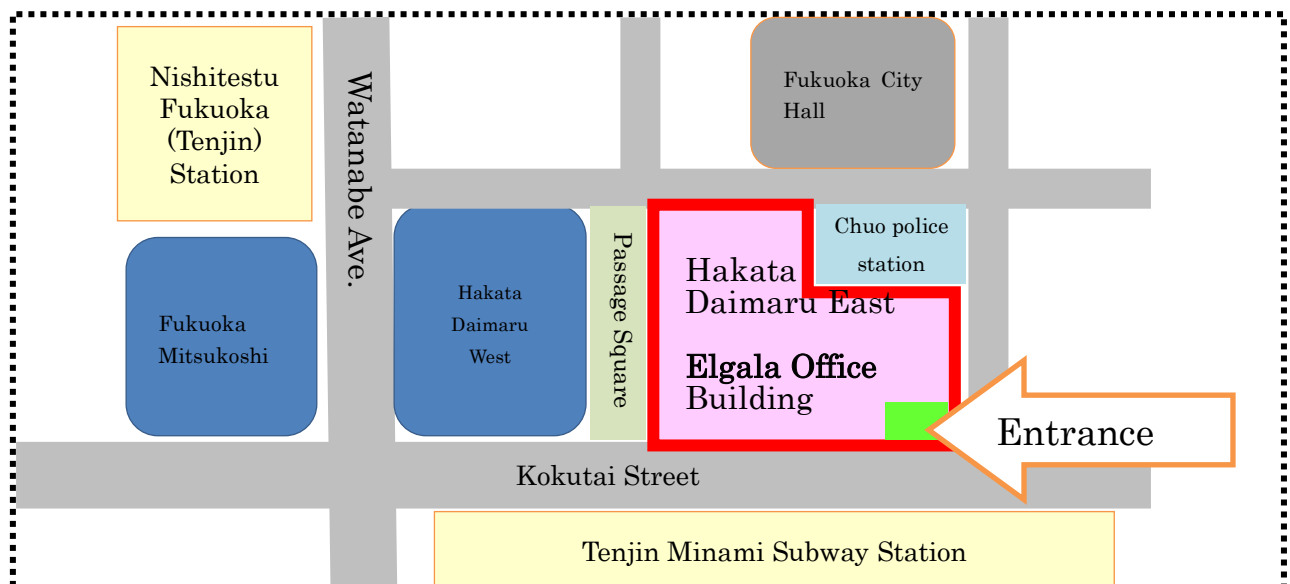 Nishitestu
Fukuoka
(Tenjin)
Station
Watanabe Ave.
Fukuoka City
Hall
Chuo police
station
Hakata
Daimaru East
Elgala Office
Building
Passage Square
Hakata
Daimaru
West
Fukuoka
Mitsukoshi
Entrance
Kokutai Street
Tenjin Minami Subway Station